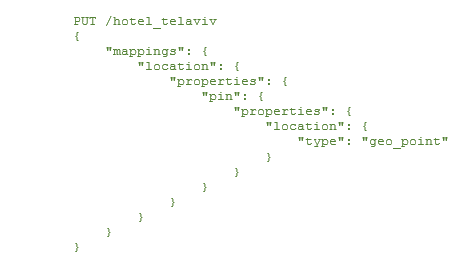 PUT /hotel_telaviv
{
"mappings": {
"location": {
"properties": {
"pin": {
"properties": {
"location": {
"type": "geo_point"
}
}
}
}
}
}
}